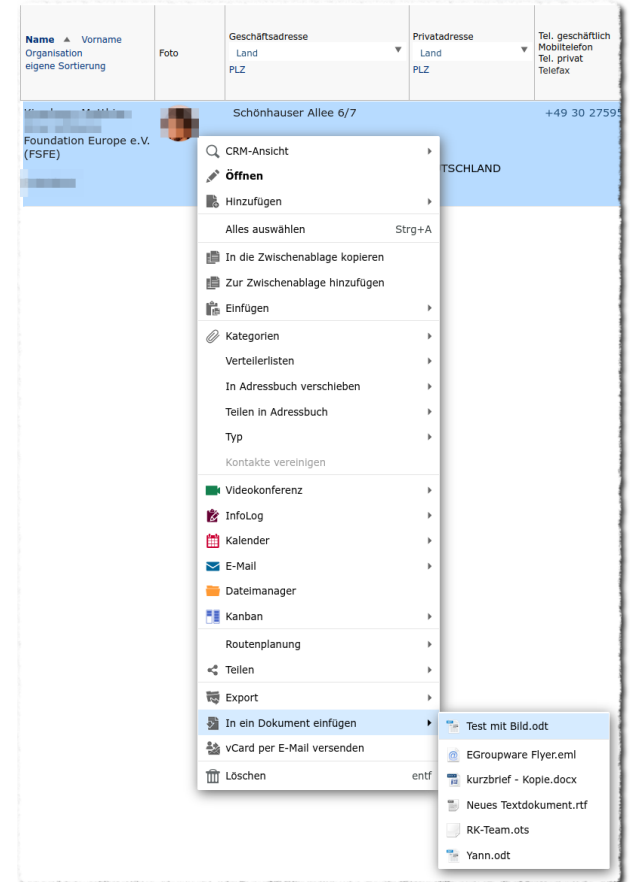 Name ▲ Vorname
Organisation
eigene Sortierung
Foto
Geschäftsadresse
Land
PLZ
Privatadresse
Land
PLZ
Tel. geschäftlich
Mobiltelefon
Tel. privat
Telefax
Schönhauser Allee 6/7
+49 30 27595
Foundation Europe e.V.
(FSFE)
TSCHLAND
CRM-Ansicht
Öffnen
Hinzufügen
Alles auswählen Strg+A
In die Zwischenablage kopieren
Zur Zwischenablage hinzufügen
Einfügen
Kategorien
Verteilerlisten
In Adressbuch verschieben
Teilen in Adressbuch
Typ
Kontakte vereinigen
Videokonferenz
InfoLog
Kalender
E-Mail
Dateimanager
Kanban
Routenplanung
Teilen
Export
In ein Dokument einfügen
vCard per E-Mail versenden
Löschen entf
Test mit Bild.odt
EGroupware Flyer.eml
kurzbrief - Kopie.docx
Neues Textdokument.rtf
RK-Team.ots
Yann.odt